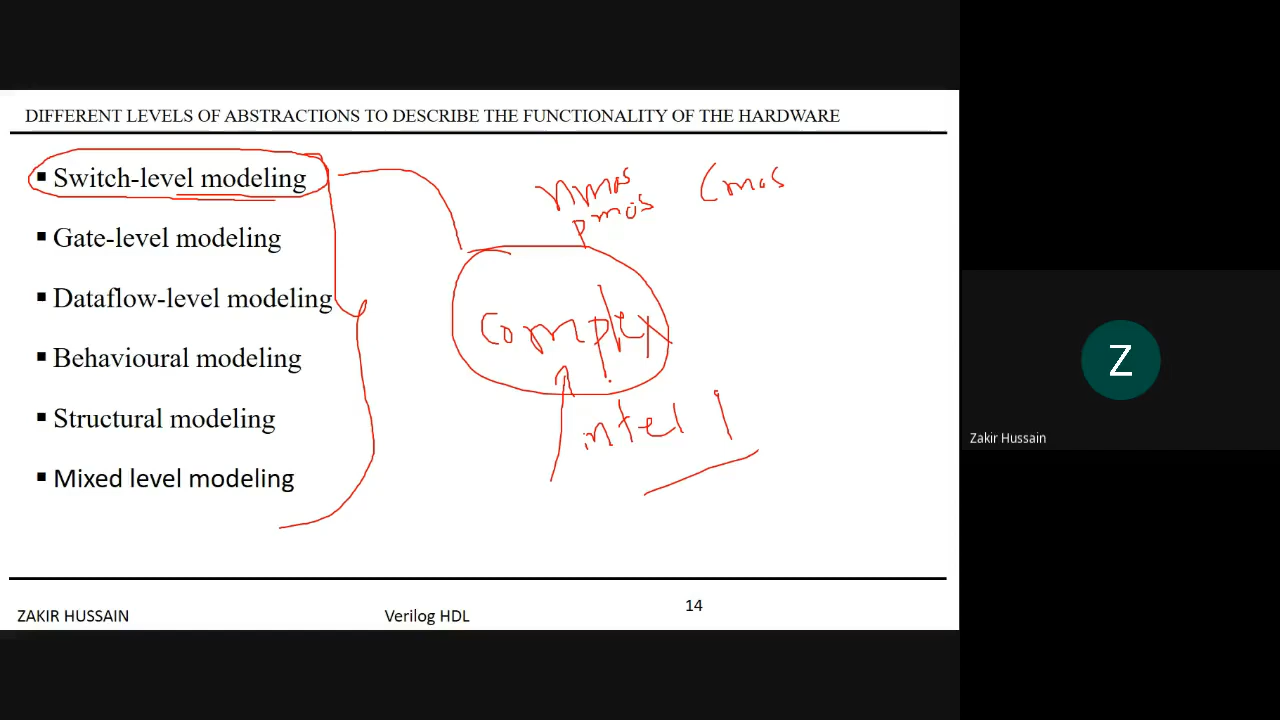 DIFFERENT LEVELS OF ABSTRACTIONS TO DESCRIBE THE FUNCTIONALITY OF THE HARDWARE
▪ Switch-level modeling
▪ Gate-level modeling
▪ Dataflow-level modeling
▪ Behavioural modeling
▪ Structural modeling
▪ Mixed level modeling
nmos
pmos
Cmos
Complex
intel
ZAKIR HUSSAIN
Verilog HDL
14
Z
Zakir Hussain